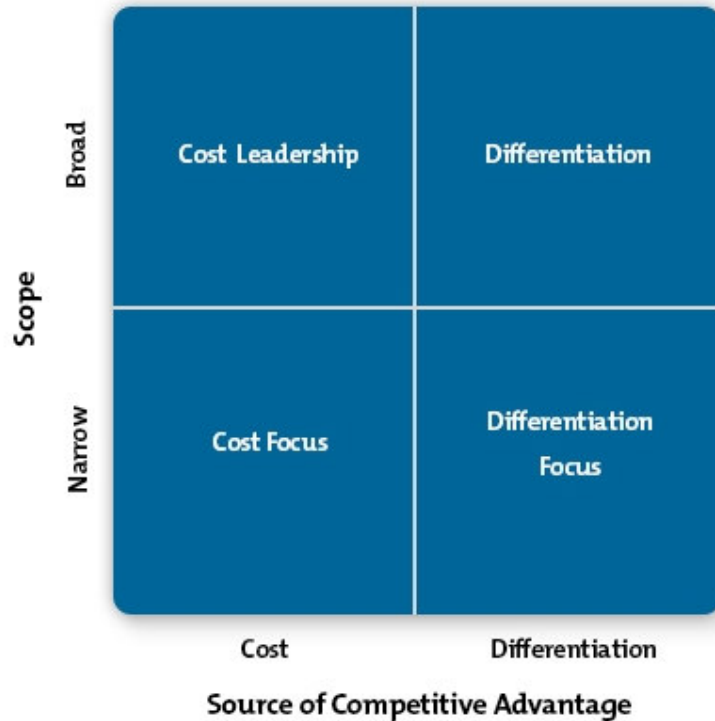 Broad
Cost Leadership
Differentiation
Scope
Narrow
Cost Focus
Differentiation
Focus
Cost
Differentiation
Source of Competitive Advantage